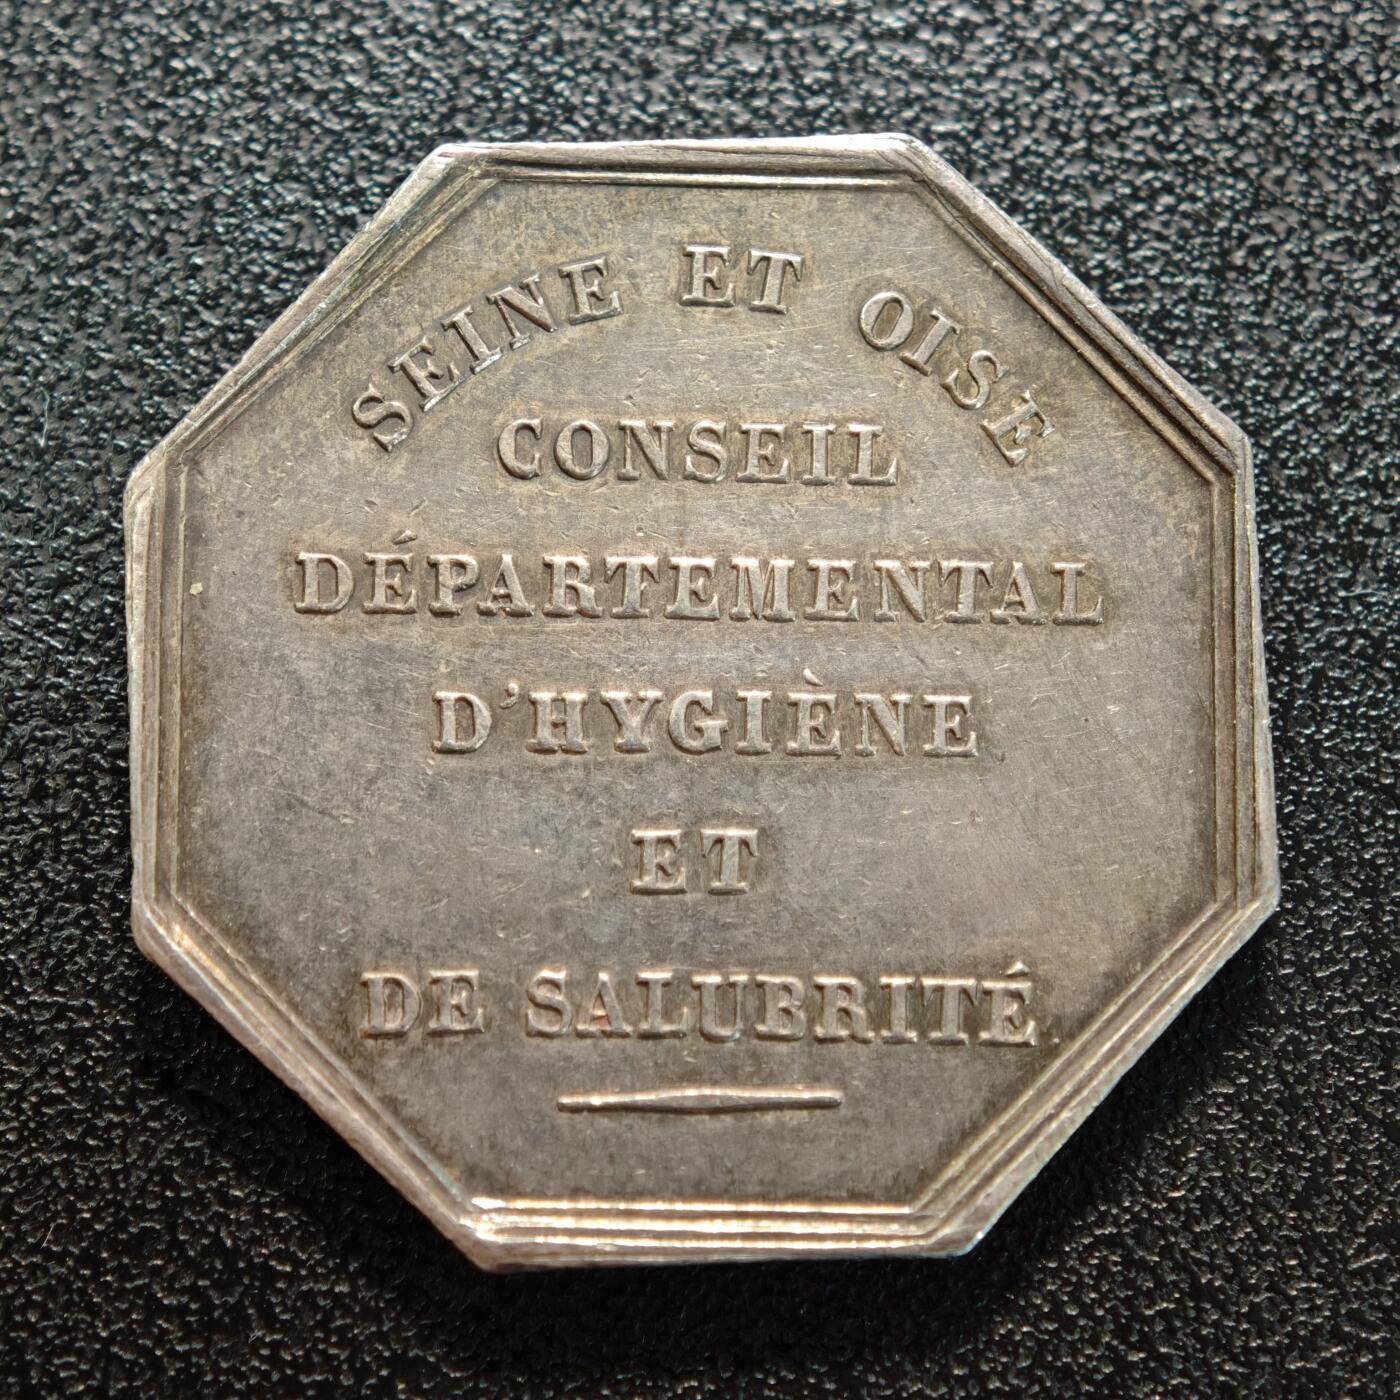 SEINE ET OISE
CONSEIL
DÉPARTEMENTAL
D'HYGIÈNE
ET
DE SALUBRITÉ.